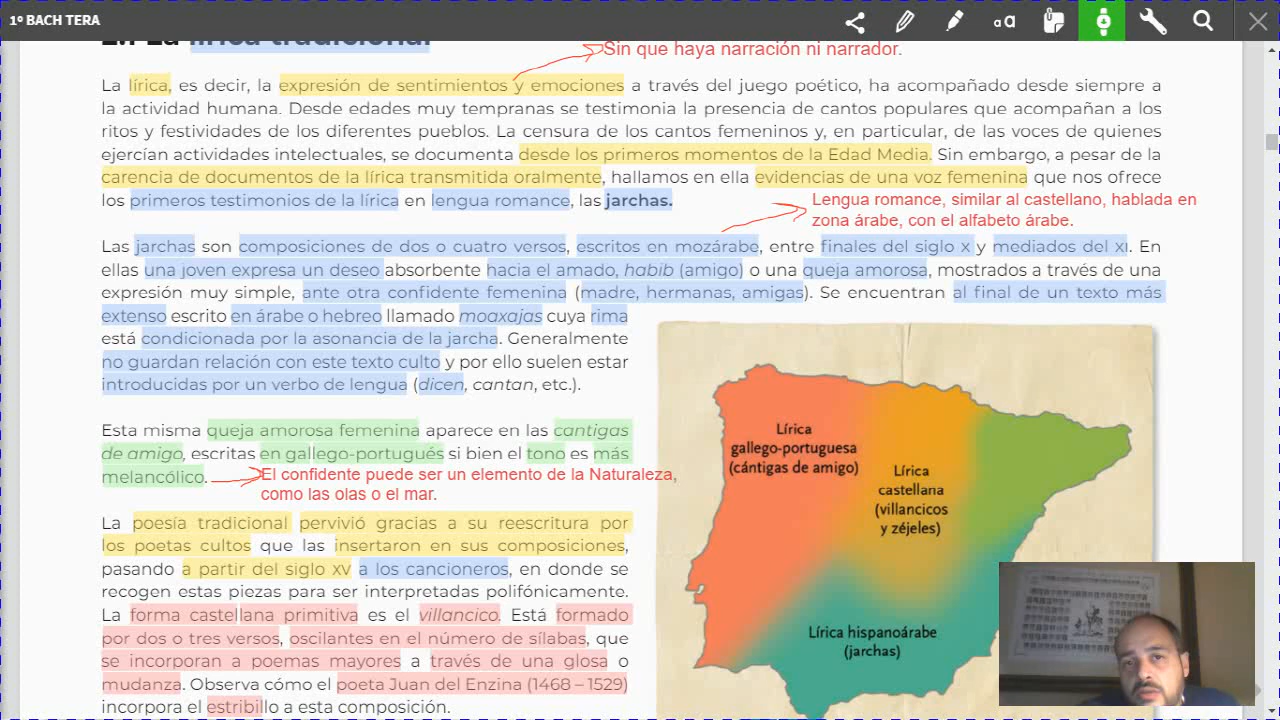 1º BACH TERA
aa
2.1 La lírica tradicional
Sin que haya narración ni narrador.
La lírica, es decir, la expresión de sentimientos y emociones a través del juego poético, ha acompañado desde siempre a
la actividad humana. Desde edades muy tempranas se testimonia la presencia de cantos populares que acompañan a los
ritos y festividades de los diferentes pueblos. La censura de los cantos femeninos y, en particular, de las voces de quienes
ejercían actividades intelectuales, se documenta desde los primeros momentos de la Edad Media. Sin embargo, a pesar de la
carencia de documentos de la lírica transmitida oralmente, hallamos en ella evidencias de una voz femenina que nos ofrece
los primeros testimonios de la lírica en lengua romance, las jarchas.
Lengua romance, similar al castellano, hablada en
zona árabe, con el alfabeto árabe.
Las jarchas son composiciones de dos o cuatro versos, escritos en mozárabe, entre finales del siglo X y mediados del XI. En
ellas una joven expresa un deseo absorbente hacia el amado, habib (amigo) o una queja amorosa, mostrados a través de una
expresión muy simple, ante otra confidente femenina (madre, hermanas, amigas). Se encuentran al final de un texto más
extenso escrito en árabe o hebreo llamado moaxajas cuya rima
está condicionada por la asonancia de la jarcha. Generalmente
no guardan relación con este texto culto y por ello suelen estar
introducidas por un verbo de lengua (dicen, cantan, etc.).
Esta misma queja amorosa femenina aparece en las cantigas
de amigo, escritas en gallego-portugués si bien el tono es más
melancólico.
El confidente puede ser un elemento de la Naturaleza,
como las olas o el mar.
La poesía tradicional pervivió gracias a su reescritura por
los poetas cultos que las insertaron en sus composiciones,
pasando a partir del siglo XV a los cancioneros, en donde se
recogen estas piezas para ser interpretadas polifónicamente.
La forma castellana primitiva es el villancico. Está formado
por dos o tres versos, oscilantes en el número de sílabas, que
se incorporan a poemas mayores a través de una glosa o
mudanza. Observa cómo el poeta Juan del Enzina (1468 – 1529)
incorpora el estribillo a esta composición.
Lírica
gallego-portuguesa
(cántigas de amigo)
Lírica
castellana
(villancicos
y zéjeles)
Lírica hispanoárabe
(jarchas)